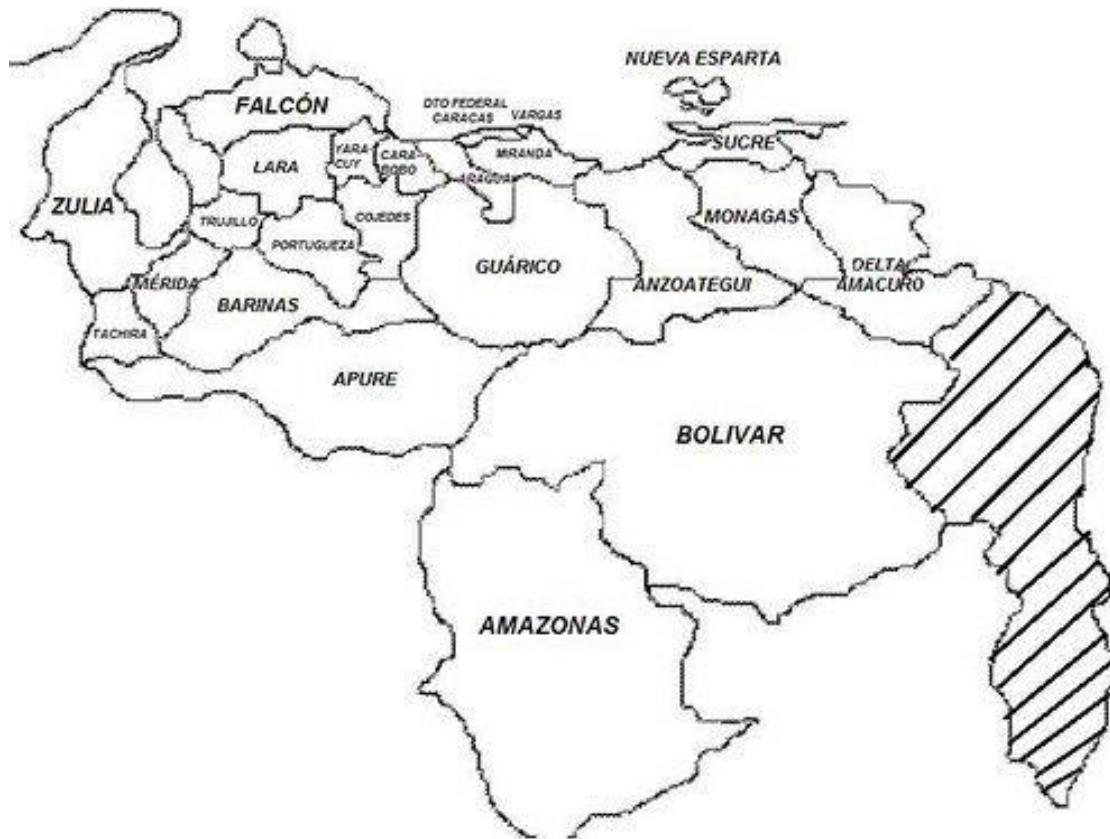 NUEVA ESPARTA
FALCÓN
DTO FEDERAL
CARACAS
VARGAS
SUCRE
YARA
CUY
CARA
BOBO
MIRANDA
LARA
ARAGUA
ZULIA
TRUJILLO
COJEDES
MONAGAS
PORTUGUEZA
GUÁRICO
DELTA
AMACURO
MÉRIDA
BARINAS
ANZOATEGUI
TACHIRA
APURE
BOLIVAR
AMAZONAS